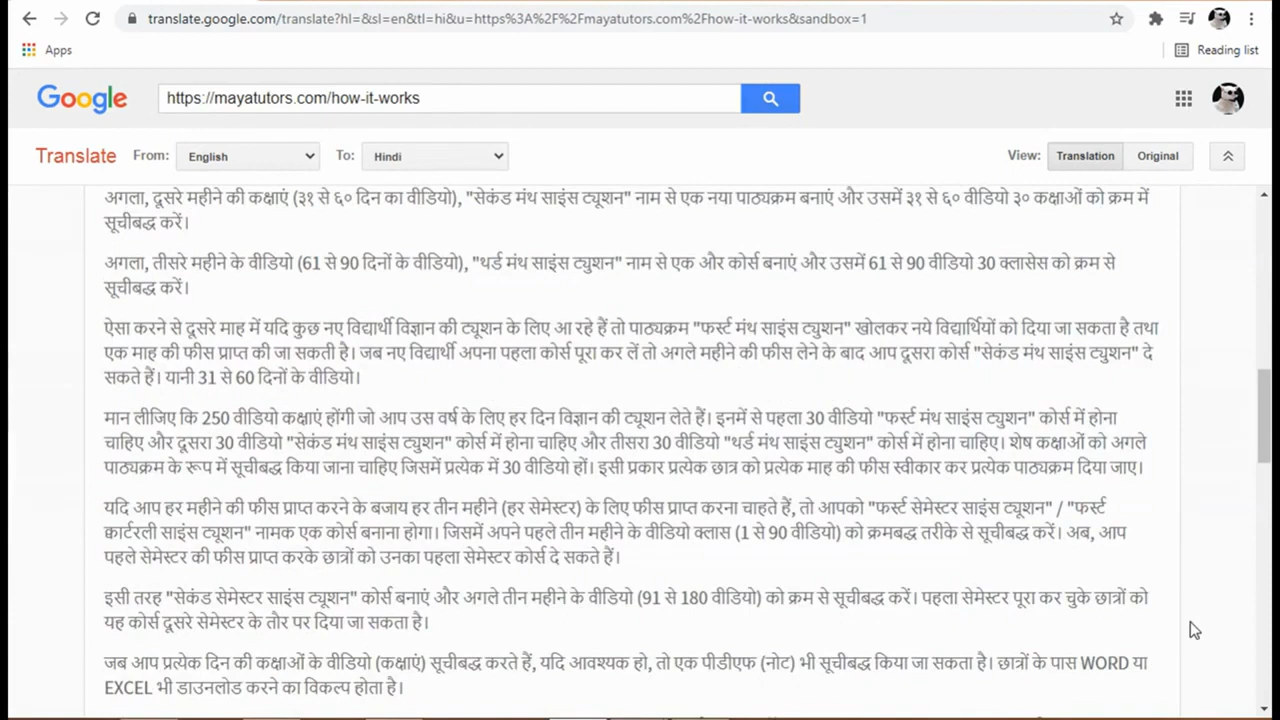 translate.google.com/translate?hl=&sl=en&tl=hi&u=https%3A%2F%2Fmayatutors.com%2Fhow-it-works&sandbox=1
Apps
Reading list
Google
https://mayatutors.com/how-it-works
Translate
From:
English
To:
Hindi
View:
Translation
Original
अगला, दूसरे महीने की कक्षाएं (३१ से ६० दिन का वीडियो), "सेकंड मंथ साइंस ट्यूशन" नाम से एक नया पाठ्यक्रम बनाएं और उसमें ३१ से ६० वीडियो ३० कक्षाओं को क्रम में
सूचीबद्ध करें।
अगला, तीसरे महीने के वीडियो (61 से 90 दिनों के वीडियो), "थर्ड मंथ साइंस ट्युशन" नाम से एक और कोर्स बनाएं और उसमें 61 से 90 वीडियो 30 क्लासेस को क्रम से
सूचीबद्ध करें।
ऐसा करने से दूसरे माह में यदि कुछ नए विद्यार्थी विज्ञान की ट्यूशन के लिए आ रहे हैं तो पाठ्यक्रम "फर्स्ट मंथ साइंस ट्युशन" खोलकर नये विद्यार्थियों को दिया जा सकता है तथा
एक माह की फीस प्राप्त की जा सकती है। जब नए विद्यार्थी अपना पहला कोर्स पूरा कर लें तो अगले महीने की फीस लेने के बाद आप दूसरा कोर्स "सेकंड मंथ साइंस ट्युशन" दे
सकते हैं। यानी 31 से 60 दिनों के वीडियो।
मान लीजिए कि 250 वीडियो कक्षाएं होंगी जो आप उस वर्ष के लिए हर दिन विज्ञान की ट्यूशन लेते हैं। इनमें से पहला 30 वीडियो "फर्स्ट मंथ साइंस ट्युशन" कोर्स में होना
चाहिए और दूसरा 30 वीडियो "सेकंड मंथ साइंस ट्युशन" कोर्स में होना चाहिए और तीसरा 30 वीडियो "थर्ड मंथ साइंस ट्युशन" कोर्स में होना चाहिए। शेष कक्षाओं को अगले
पाठ्यक्रम के रूप में सूचीबद्ध किया जाना चाहिए जिसमें प्रत्येक में 30 वीडियो हों। इसी प्रकार प्रत्येक छात्र को प्रत्येक माह की फीस स्वीकार कर प्रत्येक पाठ्यक्रम दिया जाए।
यदि आप हर महीने की फीस प्राप्त करने के बजाय हर तीन महीने (हर सेमेस्टर) के लिए फीस प्राप्त करना चाहते हैं, तो आपको "फर्स्ट सेमेस्टर साइंस ट्यूशन" / "फर्स्ट
क्वार्टरली साइंस ट्यूशन" नामक एक कोर्स बनाना होगा। जिसमें अपने पहले तीन महीने के वीडियो क्लास (1 से 90 वीडियो) को क्रमबद्ध तरीके से सूचीबद्ध करें। अब, आप
पहले सेमेस्टर की फीस प्राप्त करके छात्रों को उनका पहला सेमेस्टर कोर्स दे सकते हैं।
इसी तरह "सेकंड सेमेस्टर साइंस ट्यूशन" कोर्स बनाएं और अगले तीन महीने के वीडियो (91 से 180 वीडियो) को क्रम से सूचीबद्ध करें। पहला सेमेस्टर पूरा कर चुके छात्रों को
यह कोर्स दूसरे सेमेस्टर के तौर पर दिया जा सकता है।
जब आप प्रत्येक दिन की कक्षाओं के वीडियो (कक्षाएं) सूचीबद्ध करते हैं, यदि आवश्यक हो, तो एक पीडीएफ (नोट) भी सूचीबद्ध किया जा सकता है। छात्रों के पास WORD या
EXCEL भी डाउनलोड करने का विकल्प होता है।